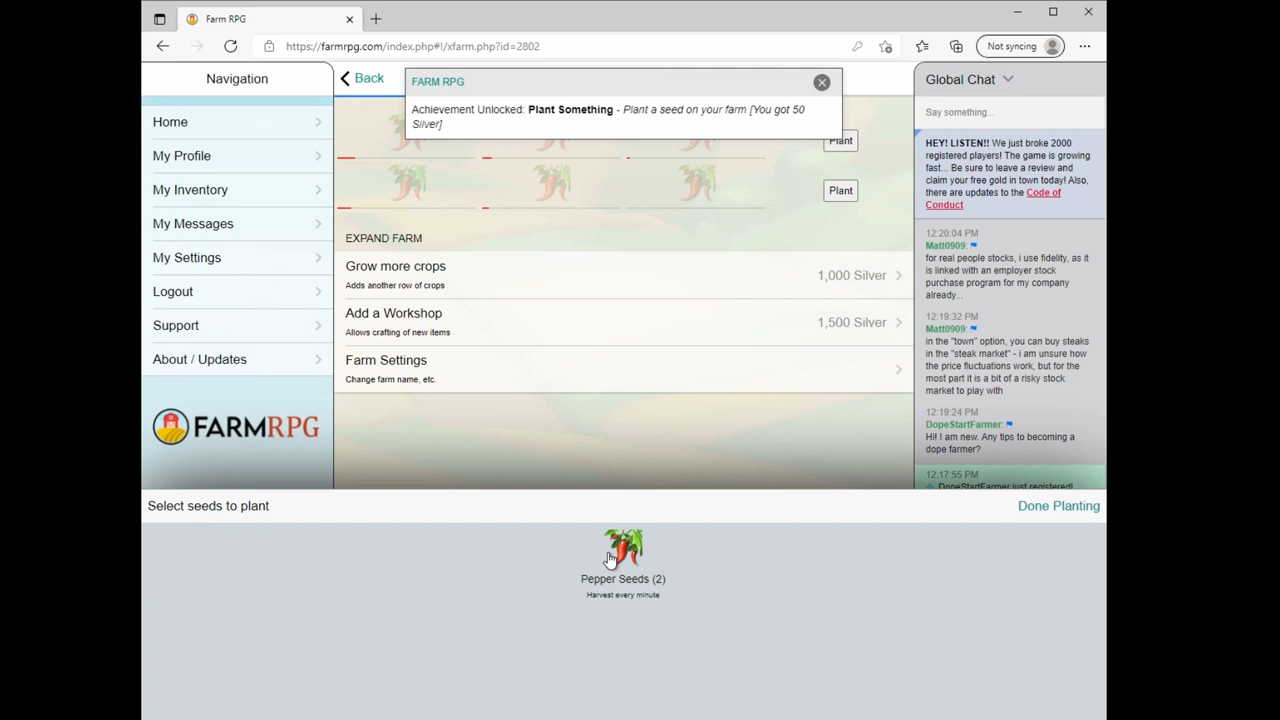 Farm RPG
https://farmrpg.com/index.php#!/xfarm.php?id=2802
Not syncing
Navigation
Home
My Profile
My Inventory
My Messages
My Settings
Logout
Support
About / Updates
FARMRPG
Back
FARM RPG
Achievement Unlocked: Plant Something - Plant a seed on your farm [You got 50
Silver]
Plant
Plant
EXPAND FARM
Grow more crops
Adds another row of crops
1,000 Silver
Add a Workshop
Allows crafting of new items
1,500 Silver
Farm Settings
Change farm name, etc.
Global Chat
Say something...
HEY! LISTEN!! We just broke 2000
registered players! The game is growing
fast... Be sure to leave a review and
claim your free gold in town today! Also,
there are updates to the Code of
Conduct
12:20:04 PM
Matt0909:
for real people stocks, i use fidelity, as it
is linked with an employer stock
purchase program for my company
already...
12:19:32 PM
Matt0909:
in the "town" option, you can buy steaks
in the "steak market" - i am unsure how
the price fluctuations work, but for the
most part it is a bit of a risky stock
market to play with
12:19:24 PM
DopeStartFarmer:
Hi! I am new. Any tips to becoming a
dope farmer?
12:17:55 PM
DopeStartFarmer just registered!
Select seeds to plant
Done Planting
Pepper Seeds (2)
Harvest every minute